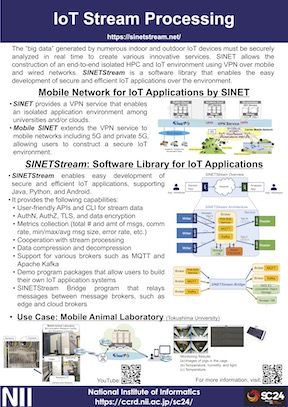 IoT Stream Processing
https://sinetstream.net/
The "big data" generated by numerous indoor and outdoor IoT devices must be securely
analyzed in real time to create various innovative services. SINET allows the
construction of an end-to-end isolated HPC and IoT environment using VPN over mobile
and wired networks. SINETStream is a software library that enables the easy
development of secure and efficient IoT applications over the environment.
Mobile Network for IoT Applications by SINET
• SINET provides a VPN service that enables
an isolated application environment among
universities and/or clouds.
• Mobile SINET extends the VPN service to
mobile networks including 5G and private 5G,
allowing users to construct a secure IoT
environment.
SINETStream: Software Library for IoT Applications
• SINETStream enables easy development of
secure and efficient IoT applications, supporting
Java, Python, and Android.
• It provides the following capabilities:
• User-friendly APIs and CLI for stream data
• AuthN, AuthZ, TLS, and data encryption
• Metrics collection (total # and amt of msgs, comm
rate, min/max/avg msg size, error rate, etc.)
• Cooperation with stream processing
• Data compression and decompression
• Support for various brokers such as MQTT and
Apache Kafka
• Demo program packages that allow users to build
their own IoT application systems
• SINETStream Bridge program that relays
messages between message brokers, such as
edge and cloud brokers
SINETStream Overview
SINETStream Architecture
SINETStream Bridge
• Use Case: Mobile Animal Laboratory (Tokushima University)
Monitoring Results
YouTube
For more information, visit:
NII
National Institute of Informatics
https://ccrd.nii.ac.jp/sc24/
SC24